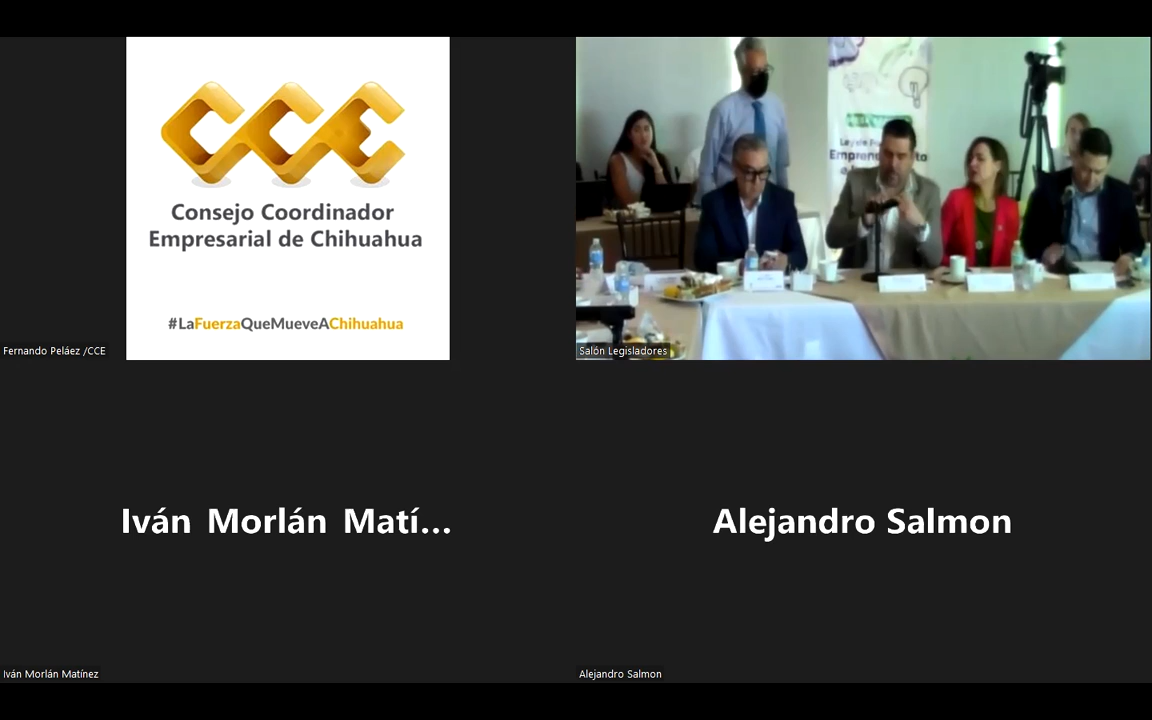 CCE
Consejo Coordinador
Empresarial de Chihuahua
#LaFuerzaQueMueveAChihuahua
Fernando Peláez /CCE
Salón Legisladores
Iván Morlán Matí...
Alejandro Salmon
Iván Morlán Matínez
Alejandro Salmon